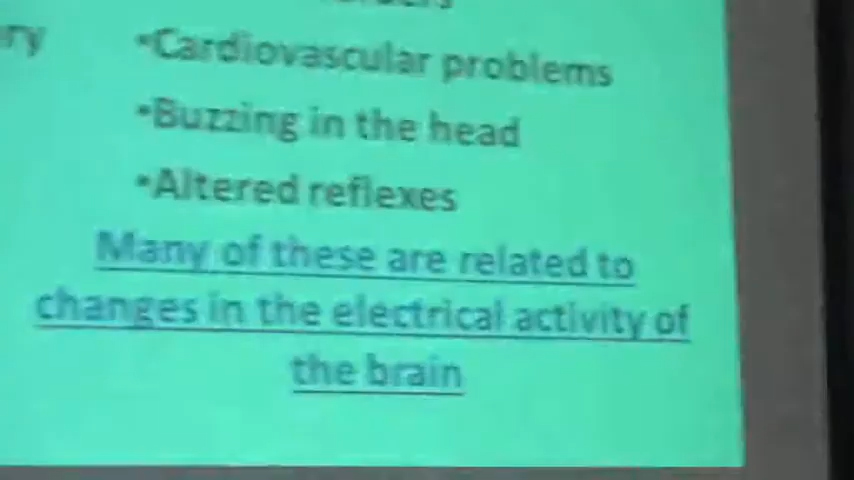 •Cardiovascular problems
•Buzzing in the head
•Altered reflexes
Many of these are related to
changes in the electrical activity of
the brain